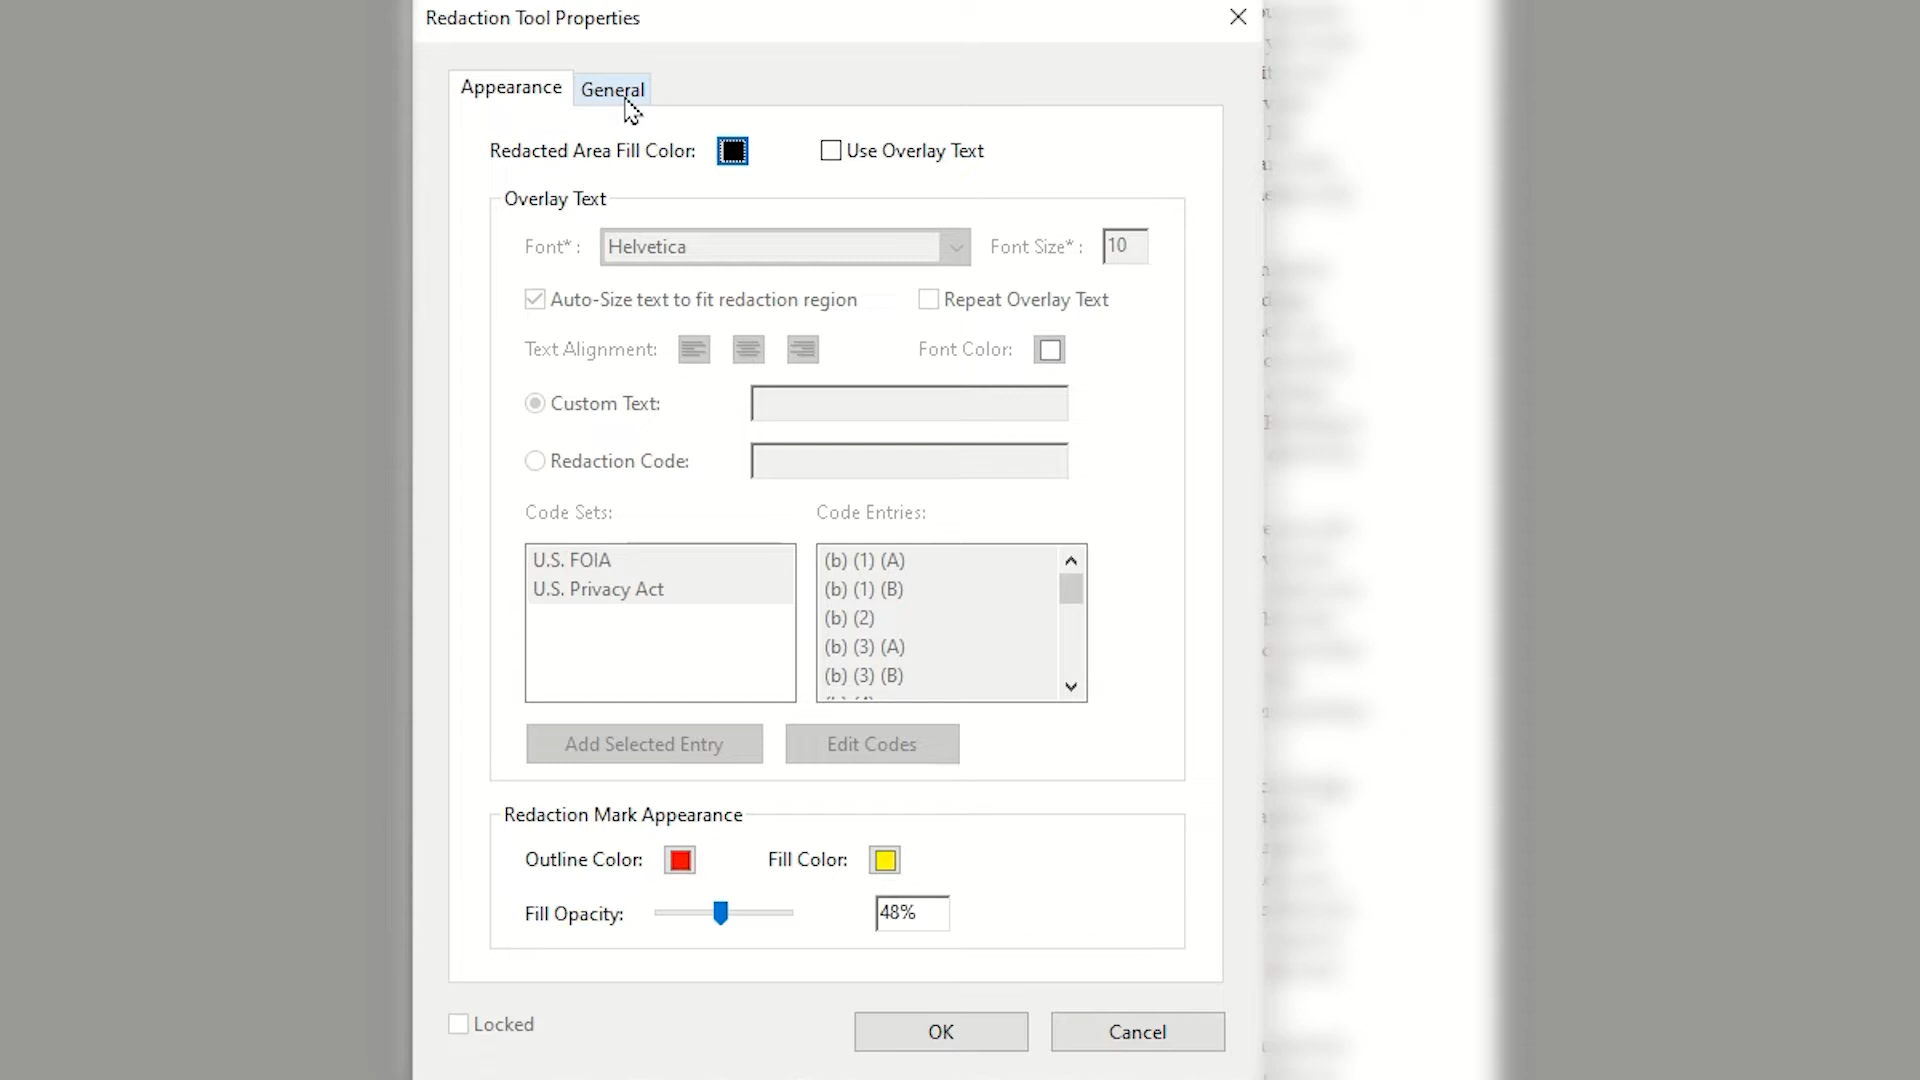 Redaction Tool Properties
Appearance General
Redacted Area Fill Color: Use Overlay Text
Overlay Text
Font* : Helvetica Font Size* : 10
Auto-Size text to fit redaction region Repeat Overlay Text
Text Alignment: Font Color:
Custom Text:
Redaction Code:
Code Sets: Code Entries:
U.S. FOIA (b) (1) (A)
U.S. Privacy Act (b) (1) (B)
(b) (2)
(b) (3) (A)
(b) (3) (B)
Add Selected Entry Edit Codes
Redaction Mark Appearance
Outline Color: Fill Color:
Fill Opacity: 48%
Locked OK Cancel